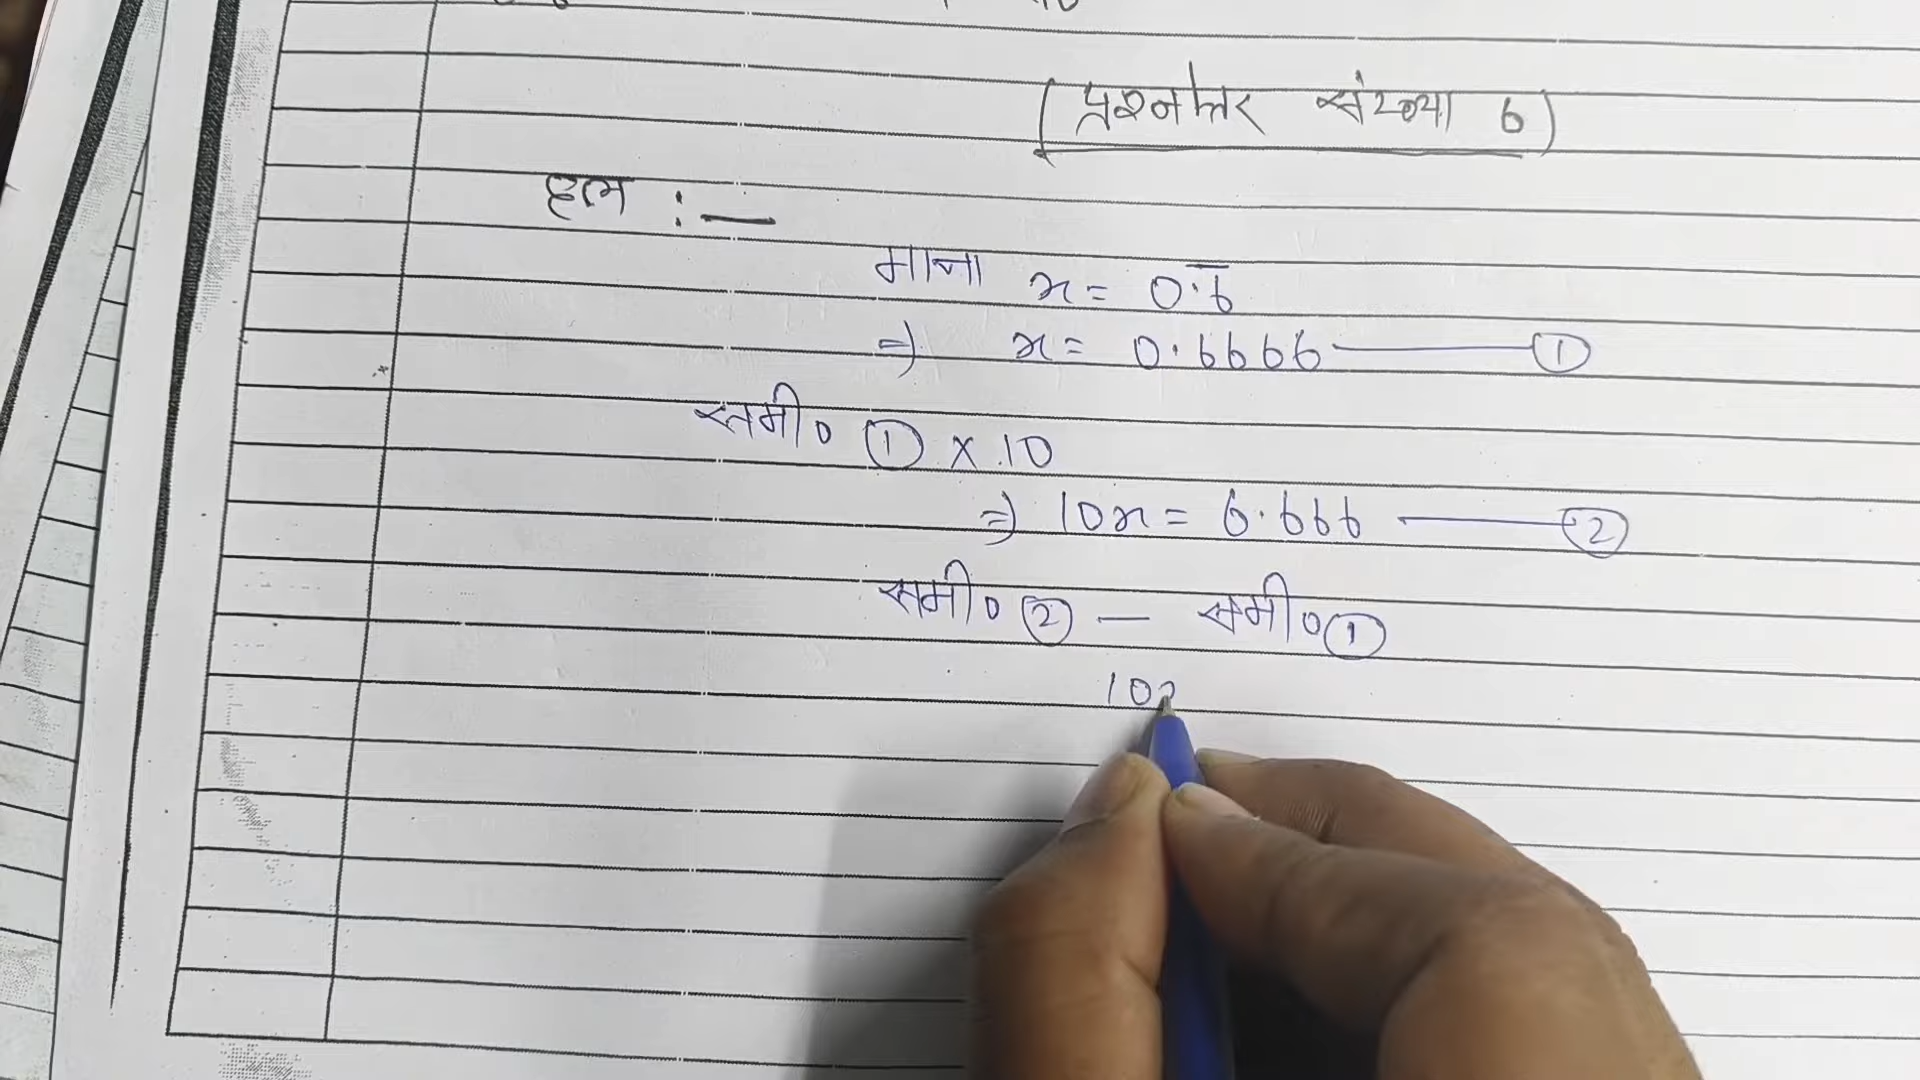 (प्रश्नोत्तर संख्या 6)
हल :—
माना x = 0.6̅
⇒ x = 0.6666 —— ①
समी० ① × 10
⇒ 10x = 6.666 —— ②
समी० ② — समी० ①
10x